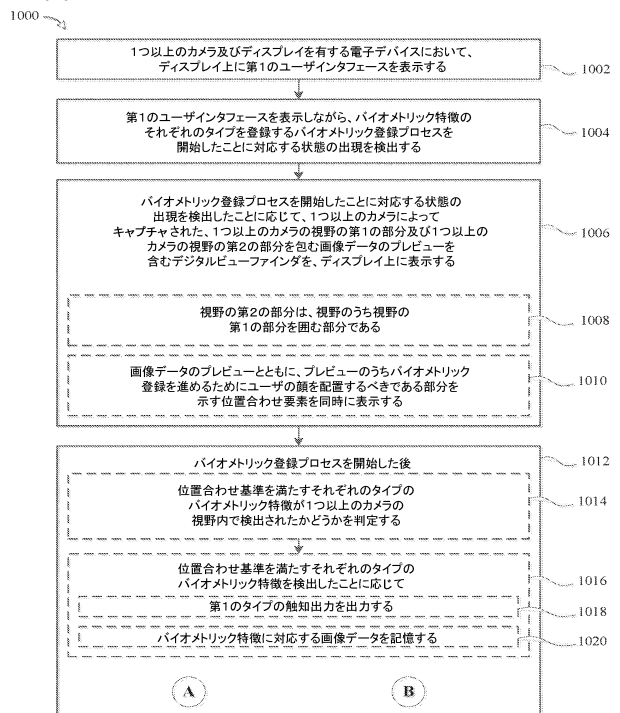 1000
1つ以上のカメラ及びディスプレイを有する電子デバイスにおいて、
ディスプレイ上に第1のユーザインタフェースを表示する
1002
第1のユーザインタフェースを表示しながら、バイオメトリック特徴の
それぞれのタイプを登録するバイオメトリック登録プロセスを
開始したことに対応する状態の出現を検出する
1004
バイオメトリック登録プロセスを開始したことに対応する状態の
出現を検出したことに応じて、1つ以上のカメラによって
キャプチャされた、1つ以上のカメラの視野の第1の部分及び1つ以上の
カメラの視野の第2の部分を包む画像データのプレビューを
含むデジタルビューファインダを、ディスプレイ上に表示する
1006
視野の第2の部分は、視野のうち視野の
第1の部分を囲む部分である
1008
画像データのプレビューとともに、プレビューのうちバイオメトリック
登録を進めるためにユーザの顔を配置するべきである部分を
示す位置合わせ要素を同時に表示する
1010
バイオメトリック登録プロセスを開始した後
1012
位置合わせ基準を満たすそれぞれのタイプの
バイオメトリック特徴が1つ以上のカメラの
視野内で検出されたかどうかを判定する
1014
位置合わせ基準を満たすそれぞれのタイプの
バイオメトリック特徴を検出したことに応じて
1016
第1のタイプの触知出力を出力する
1018
バイオメトリック特徴に対応する画像データを記憶する
1020
A
B